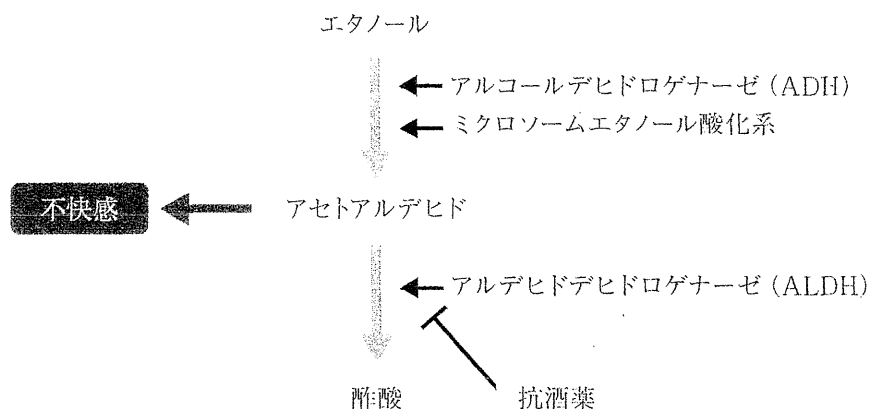 エタノール
アルコールデヒドロゲナーゼ（ADH）
ミクロソームエタノール酸化系
不快感
アセトアルデヒド
アルデヒドデヒドロゲナーゼ（ALDH）
酢酸
抗酒薬